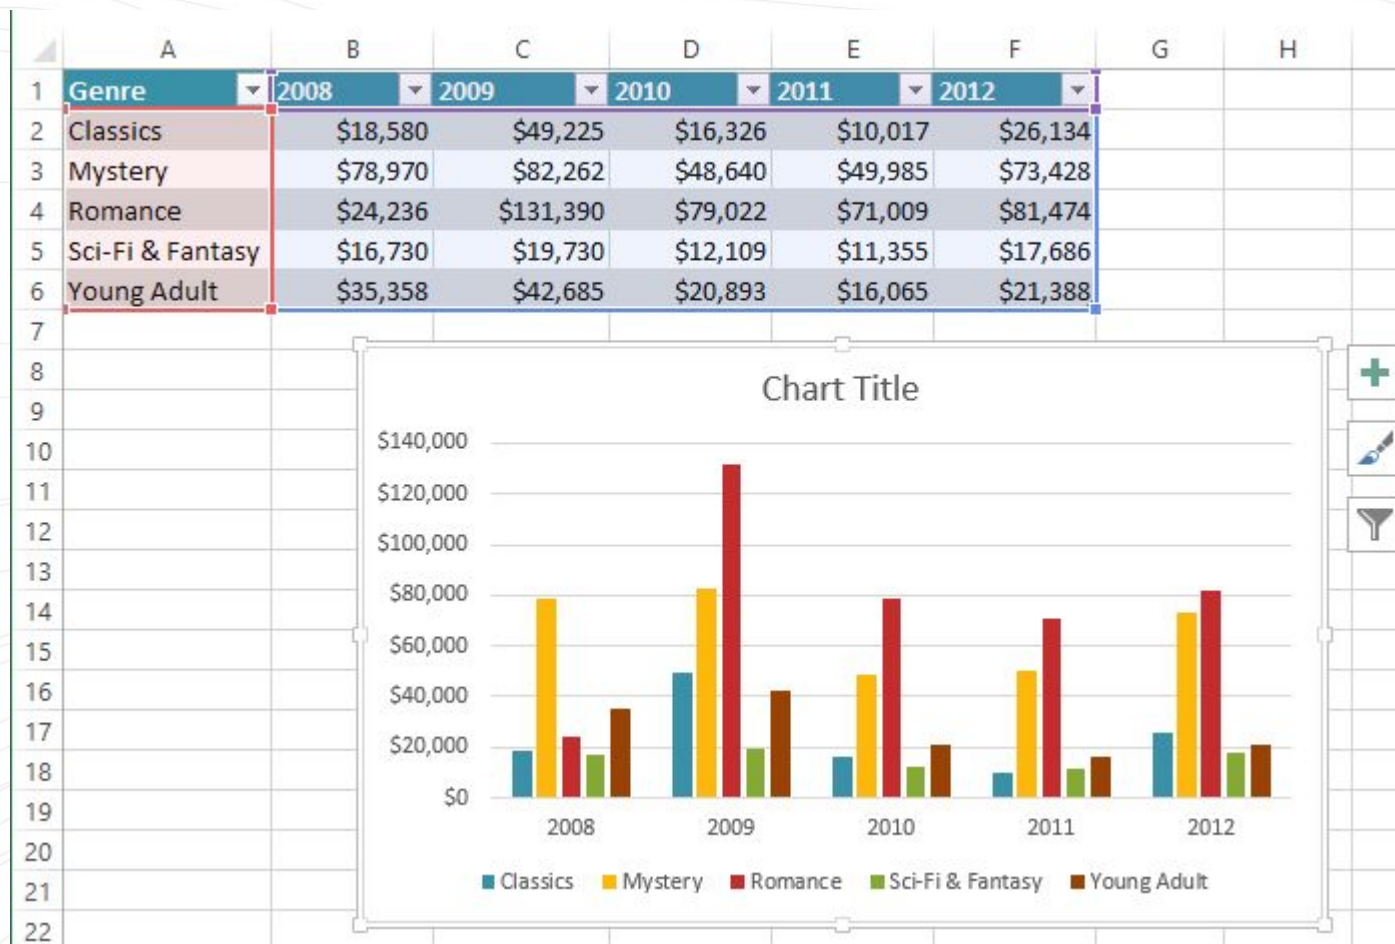 A B C D E F G H
1 Genre 2008 2009 2010 2011 2012
2 Classics $18,580 $49,225 $16,326 $10,017 $26,134
3 Mystery $78,970 $82,262 $48,640 $49,985 $73,428
4 Romance $24,236 $131,390 $79,022 $71,009 $81,474
5 Sci-Fi & Fantasy $16,730 $19,730 $12,109 $11,355 $17,686
6 Young Adult $35,358 $42,685 $20,893 $16,065 $21,388
7
8
9
10
11
12
13
14
15
16
17
18
19
20
21
22
Chart Title
$140,000
$120,000
$100,000
$80,000
$60,000
$40,000
$20,000
$0
2008 2009 2010 2011 2012
Classics Mystery Romance Sci-Fi & Fantasy Young Adult